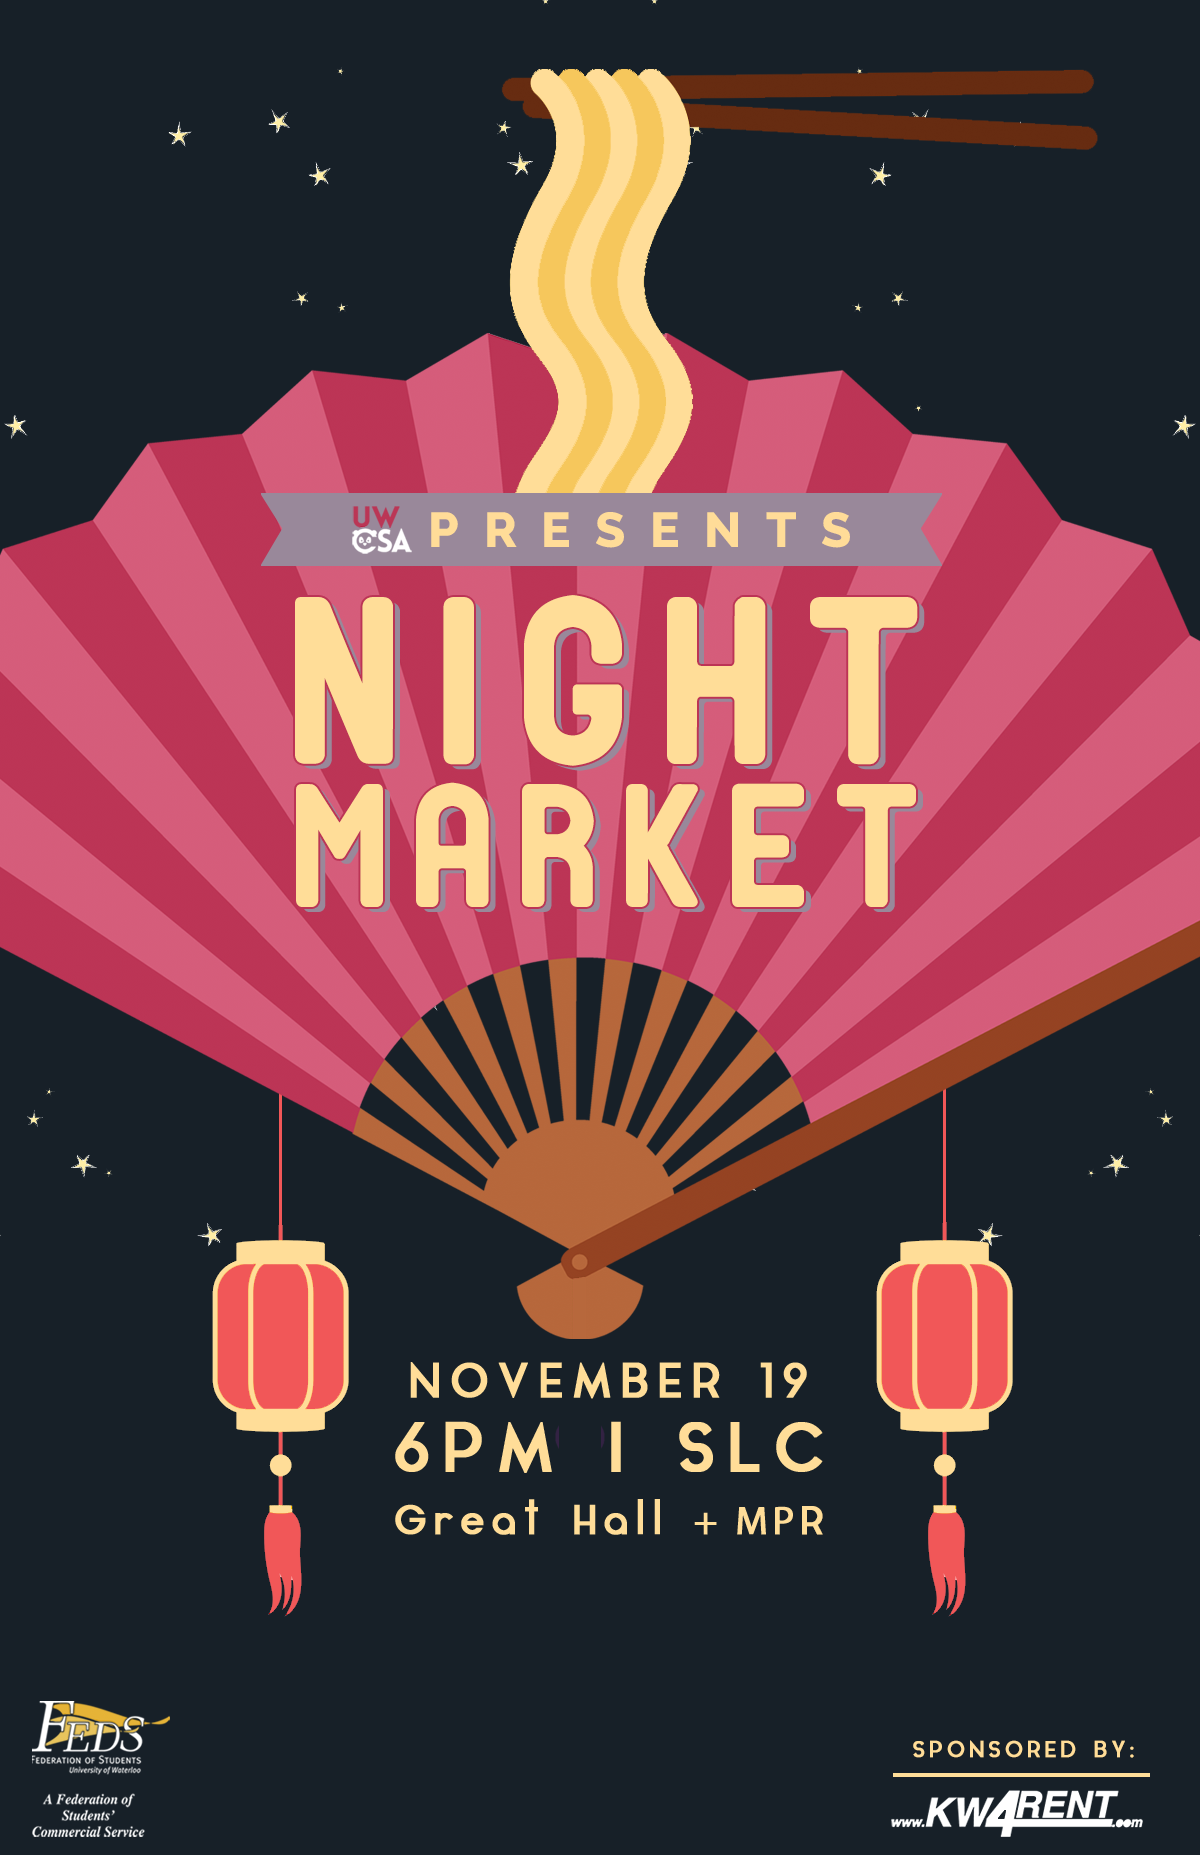 UW
CSA PRESENTS
NIGHT
MARKET
NOVEMBER 19
6PM | SLC
Great Hall + MPR
FEDS
FEDERATION OF STUDENTS
University of Waterloo
A Federation of
Students'
Commercial Service
SPONSORED BY:
www.KW4RENT.com